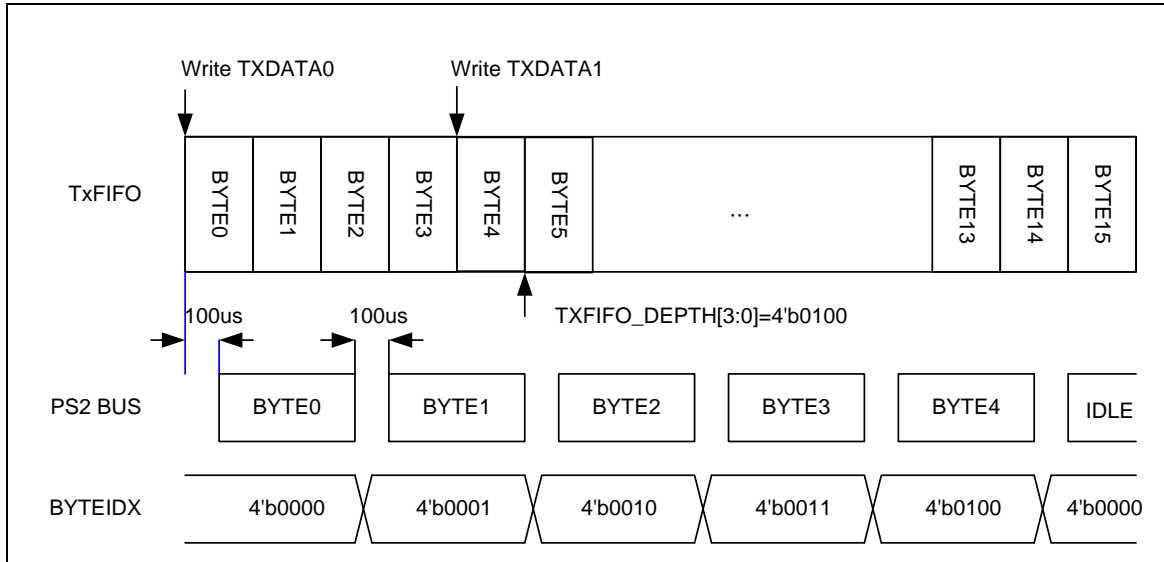 Write TXDATA0 Write TXDATA1
TxFIFO BYTE0 BYTE1 BYTE2 BYTE3 BYTE4 BYTE5 ... BYTE13 BYTE14 BYTE15
100us 100us TXFIFO_DEPTH[3:0]=4'b0100
PS2 BUS BYTE0 BYTE1 BYTE2 BYTE3 BYTE4 IDLE
BYTEIDX 4'b0000 4'b0001 4'b0010 4'b0011 4'b0100 4'b0000